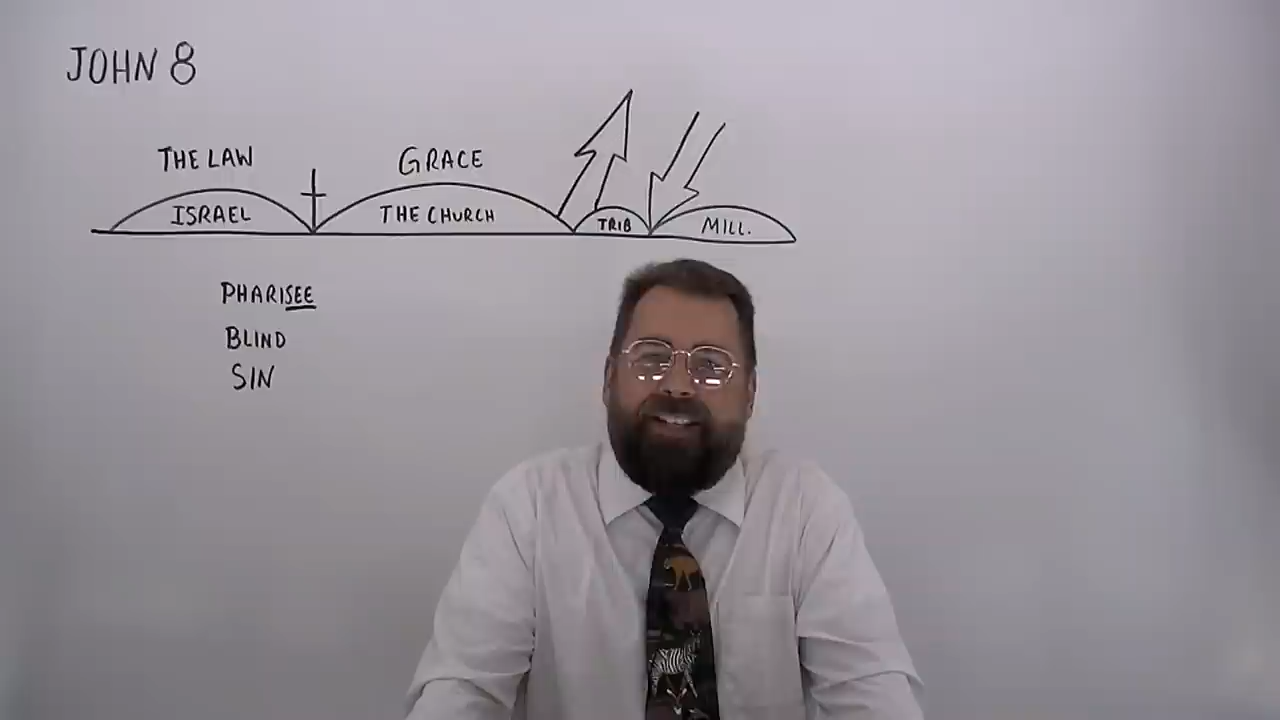 JOHN 8
THE LAW GRACE
ISRAEL THE CHURCH TRIB MILL.
PHARISEE
BLIND
SIN